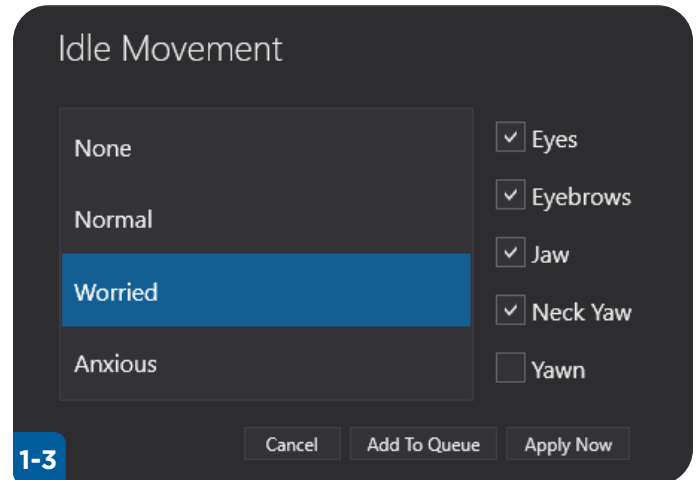 Idle Movement
None
Normal
Worried
Anxious
Eyes
Eyebrows
Jaw
Neck Yaw
Yawn
Cancel Add To Queue Apply Now
1-3